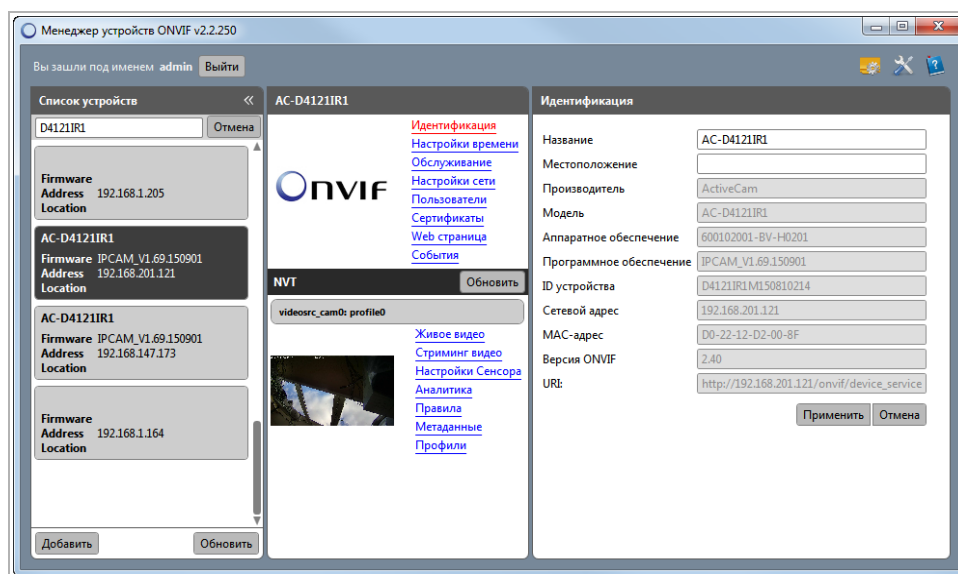 Менеджер устройств ONVIF v2.2.250
Вы зашли под именем admin Выйти
Список устройств
D4121IR1 Отмена
Firmware
Address 192.168.1.205
Location
AC-D4121IR1
Firmware IPCAM_V1.69.150901
Address 192.168.201.121
Location
AC-D4121IR1
Firmware IPCAM_V1.69.150901
Address 192.168.147.173
Location
Firmware
Address 192.168.1.164
Location
Добавить Обновить
AC-D4121IR1
ONVIF
Идентификация
Настройки времени
Обслуживание
Настройки сети
Пользователи
Сертификаты
Web страница
События
NVT Обновить
videosrc_cam0: profile0
Живое видео
Стриминг видео
Настройки Сенсора
Аналитика
Правила
Метаданные
Профили
Идентификация
Название AC-D4121IR1
Местоположение
Производитель ActiveCam
Модель AC-D4121IR1
Аппаратное обеспечение 600102001-BV-H0201
Программное обеспечение IPCAM_V1.69.150901
ID устройства D4121IR1M150810214
Сетевой адрес 192.168.201.121
MAC-адрес D0-22-12-D2-00-8F
Версия ONVIF 2.40
URI: http://192.168.201.121/onvif/device_service
Применить Отмена